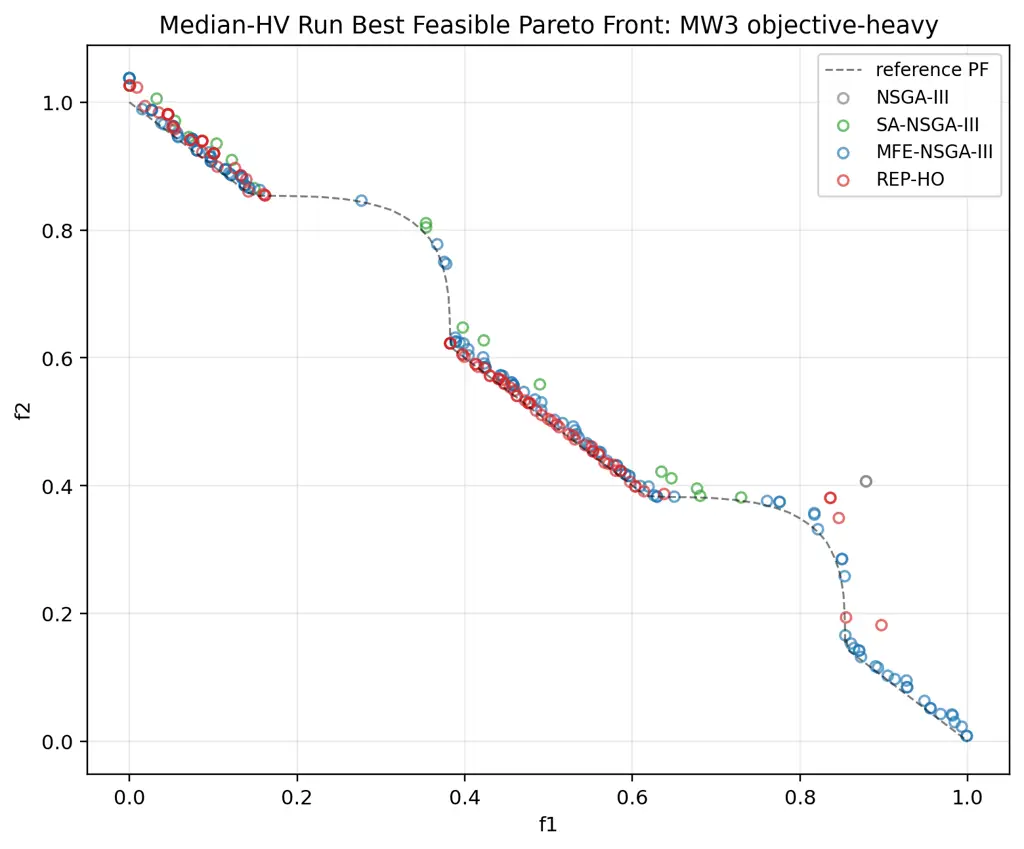 Median-HV Run Best Feasible Pareto Front: MW3 objective-heavy
reference PF
NSGA-III
SA-NSGA-III
MFE-NSGA-III
REP-HO
f2
1.0
0.8
0.6
0.4
0.2
0.0
0.0 0.2 0.4 0.6 0.8 1.0
f1